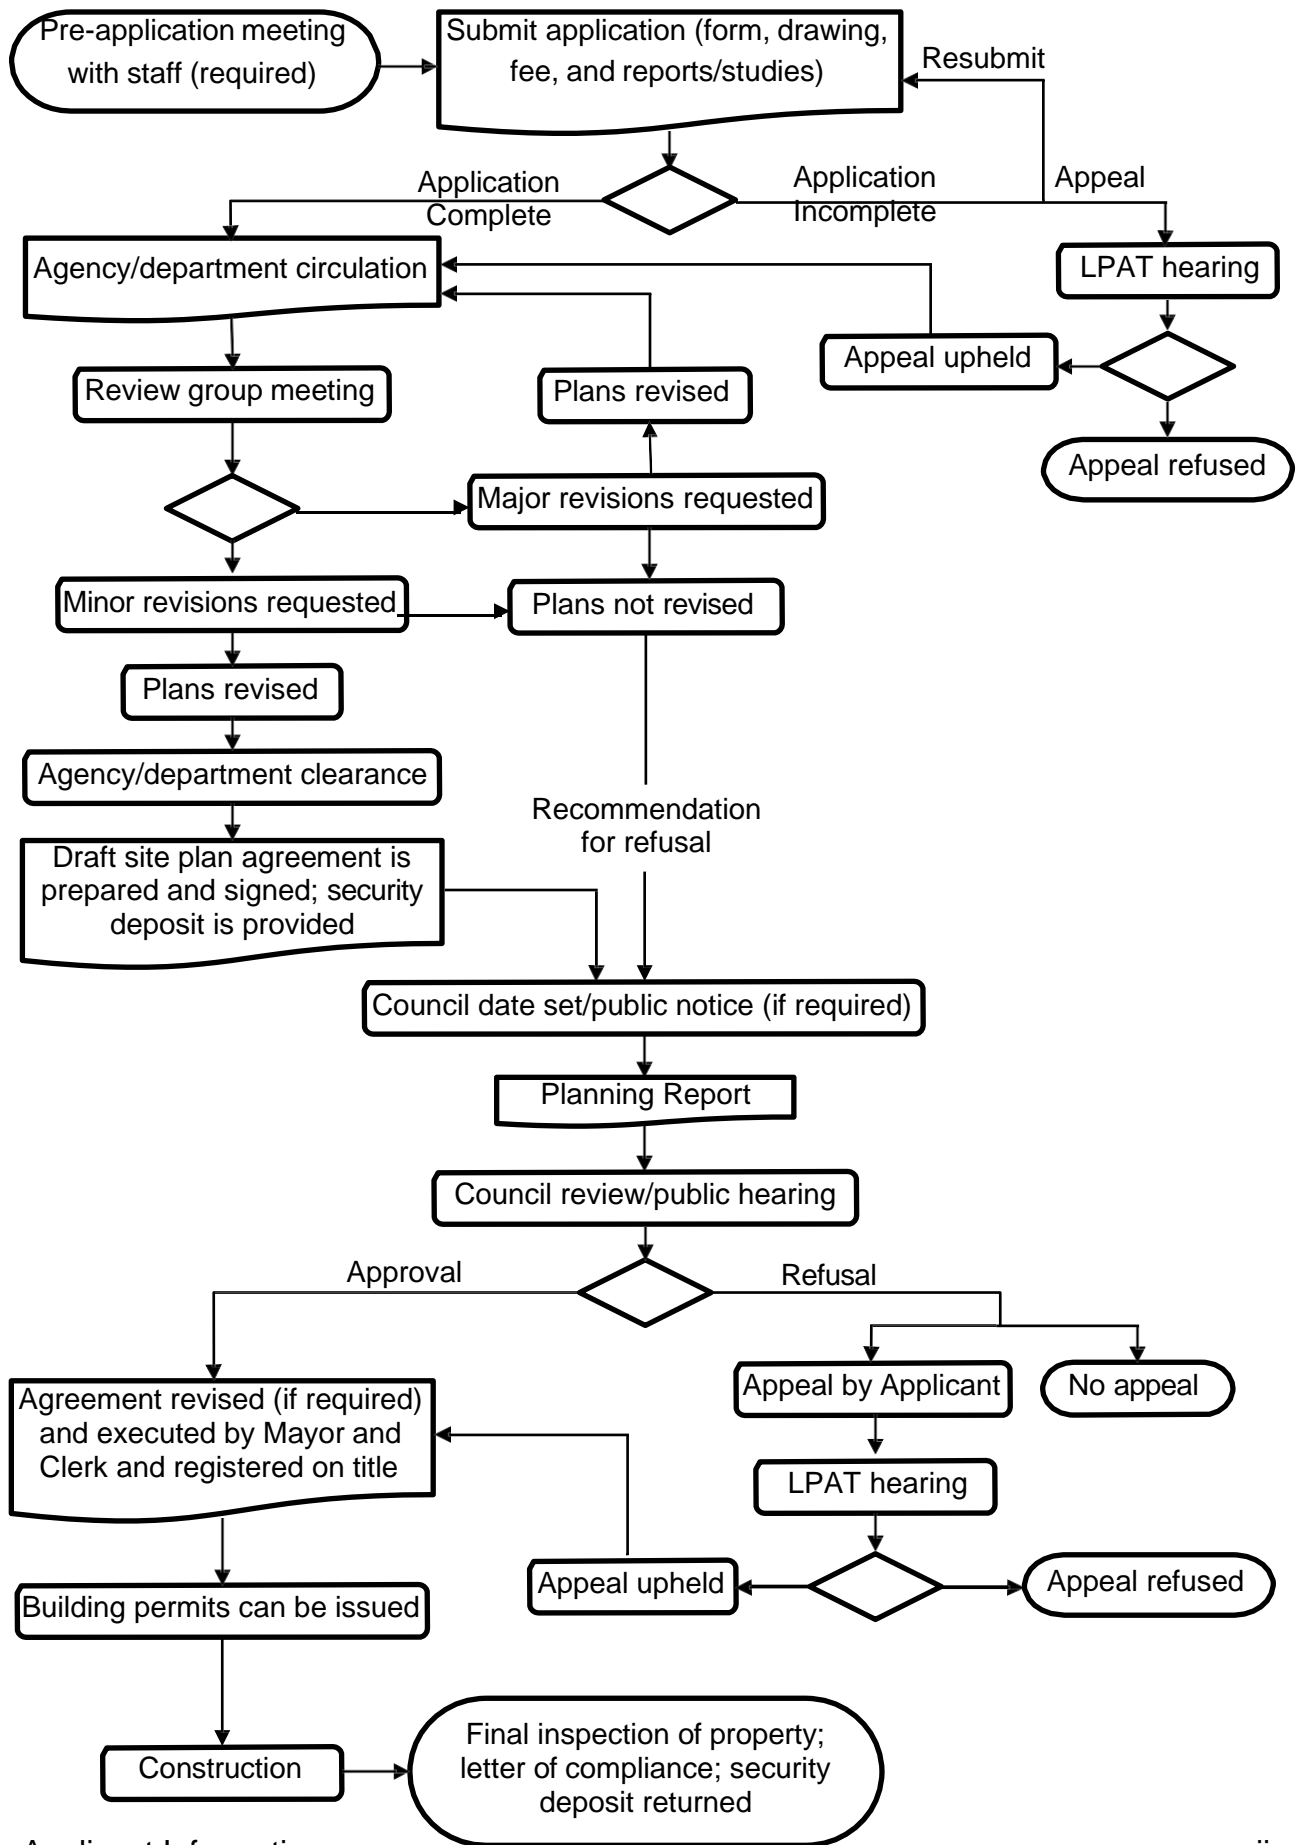 Pre-application meeting
with staff (required)
Submit application (form, drawing,
fee, and reports/studies)
Resubmit
Application
Complete
Application
Incomplete
Appeal
Agency/department circulation
LPAT hearing
Appeal upheld
Review group meeting
Plans revised
Appeal refused
Major revisions requested
Minor revisions requested
Plans not revised
Plans revised
Agency/department clearance
Recommendation
for refusal
Draft site plan agreement is
prepared and signed; security
deposit is provided
Council date set/public notice (if required)
Planning Report
Council review/public hearing
Approval
Refusal
Appeal by Applicant
No appeal
Agreement revised (if required)
and executed by Mayor and
Clerk and registered on title
LPAT hearing
Appeal upheld
Appeal refused
Building permits can be issued
Construction
Final inspection of property;
letter of compliance; security
deposit returned